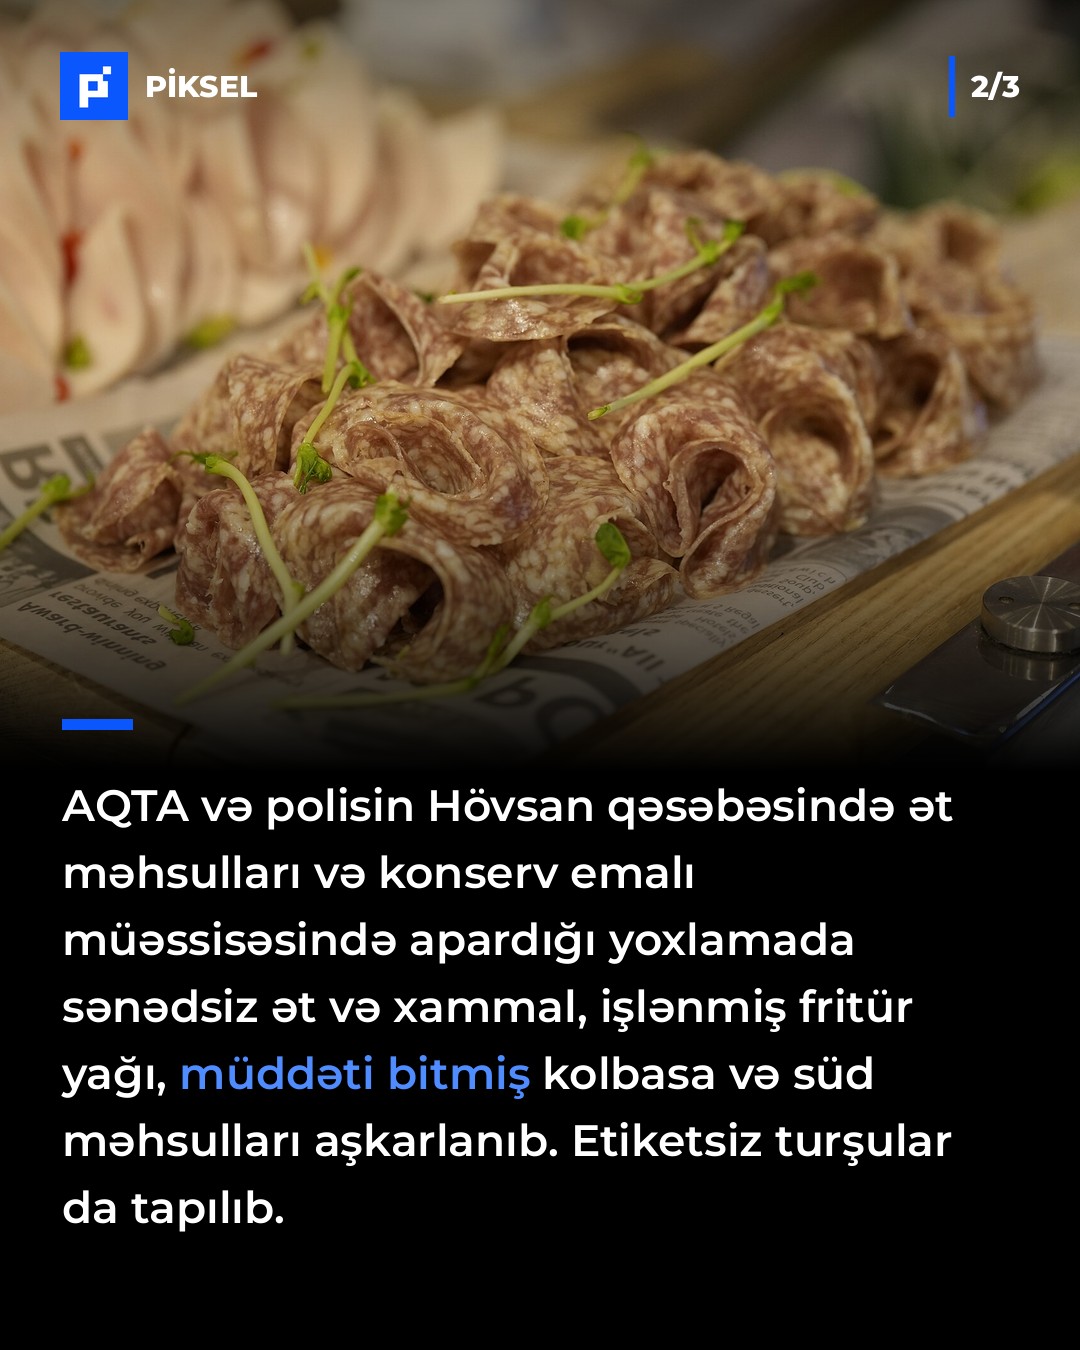 PİKSEL
2/3
AQTA və polisin Hövsan qəsəbəsində ət
məhsulları və konserv emalı
müəssisəsində apardığı yoxlamada
sənədsiz ət və xammal, işlənmiş fritür
yağı, müddəti bitmiş kolbasa və süd
məhsulları aşkarlanıb. Etiketsiz turşular
da tapılıb.